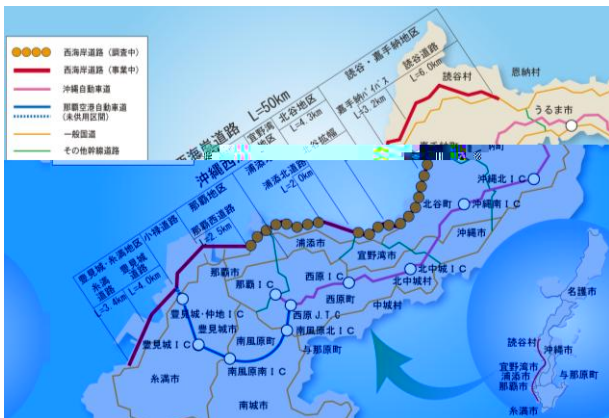 西海岸道路(調査中)
西海岸道路(事業中)
沖縄自動車道
那覇空港自動車道
(未供用区間)
一般国道
その他幹線道路
沖縄西海岸道路 L=50km
読谷・嘉手納地区
読谷道路
L=6.0km
嘉手納バイパス
L=3.2km
北谷地区
L=4.3km
北谷拡幅
宜野湾
浦添
浦添北道路
L=2.0km
那覇地区
那覇西道路
L=2.5km
小禄道路
豊見城・糸満地区
豊見城道路
L=4.0km
糸満道路
L=3.4km
読谷村
恩納村
うるま市
沖縄北IC
北谷町
沖縄南IC
沖縄市
宜野湾市
浦添市
北中城IC
北中城村
那覇市
那覇IC
西原IC
西原町
中城村
豊見城・仲地IC
西原J.T.C
豊見城市
南風原町
南風原北IC
与那原町
豊見城IC
南風原南IC
糸満市
南城市
名護市
読谷村
沖縄市
宜野湾市
浦添市
与那原町
那覇市
糸満市